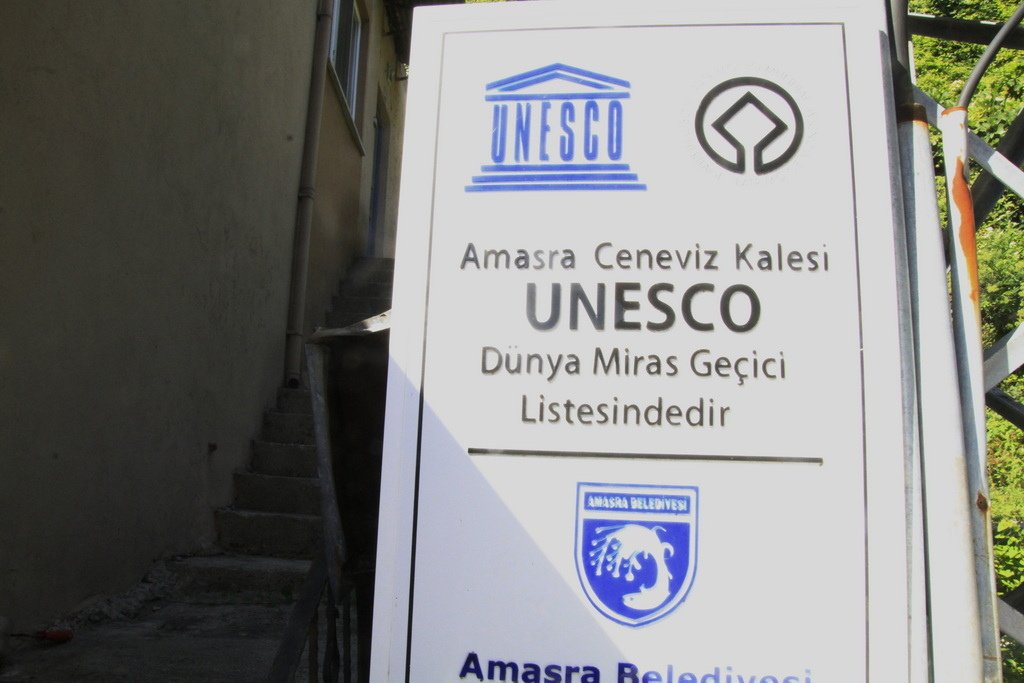 UNESCO
Amasra Ceneviz Kalesi
UNESCO
Dünya Miras Geçici
Listesindedir
AMASRA BELEDİYESİ
Amasra Belediyesi